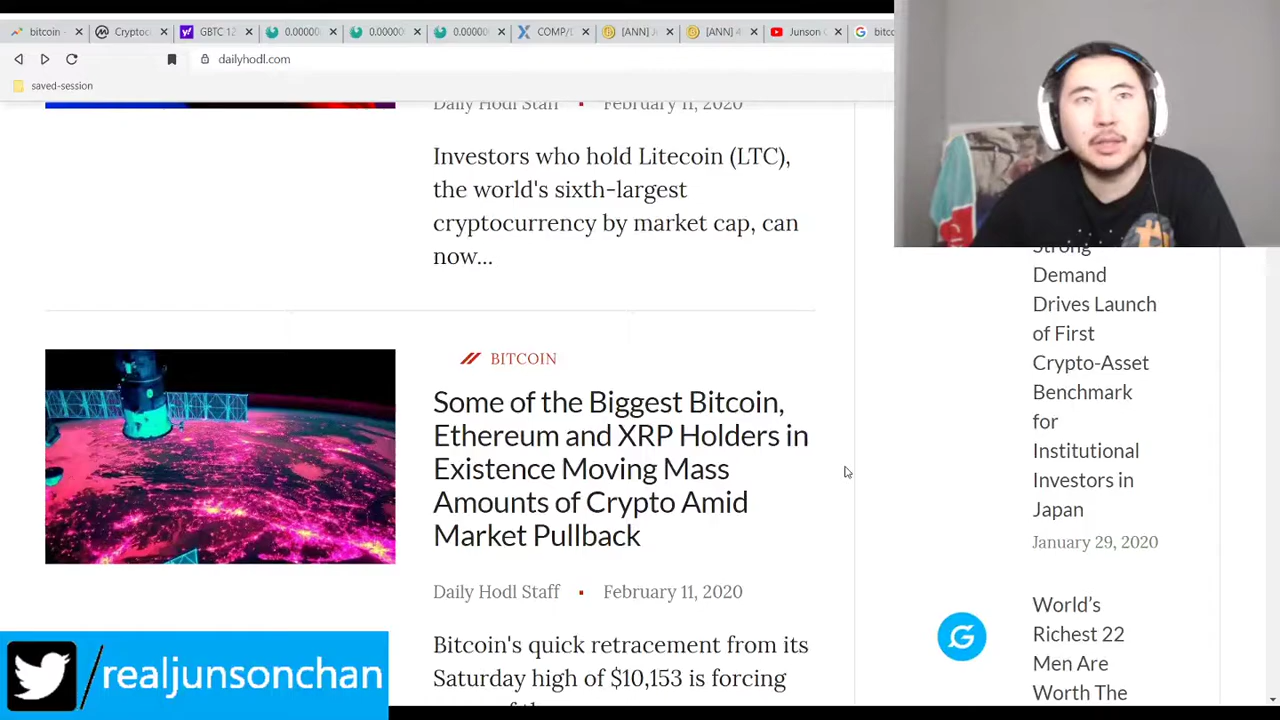 bitcoin
Cryptoc
GBTC 12
0.00000
0.00000
0.00000
COMP/
[ANN] J
[ANN] 4
Junson C
bitc
dailyhodl.com
saved-session
Daily Hodl Staff ▪ February 11, 2020
Investors who hold Litecoin (LTC),
the world's sixth-largest
cryptocurrency by market cap, can
now...
BITCOIN
Some of the Biggest Bitcoin,
Ethereum and XRP Holders in
Existence Moving Mass
Amounts of Crypto Amid
Market Pullback
Daily Hodl Staff ▪ February 11, 2020
Bitcoin's quick retracement from its
Saturday high of $10,153 is forcing
Strong
Demand
Drives Launch
of First
Crypto-Asset
Benchmark
for
Institutional
Investors in
Japan
January 29, 2020
World's
Richest 22
Men Are
Worth The
/realjunsonchan